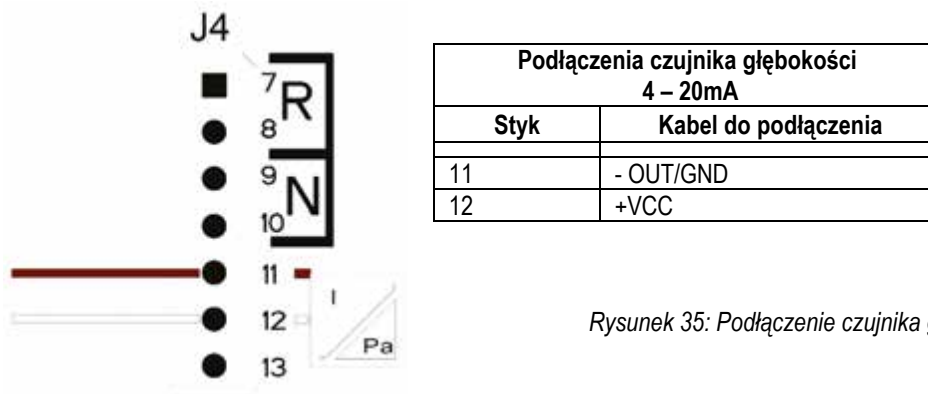 J4
7
R
8
9
N
10
11
I
12
Pa
13
Podłączenia czujnika głębokości
4 – 20mA
Styk Kabel do podłączenia
11 - OUT/GND
12 +VCC
Rysunek 35: Podłączenie czujnika